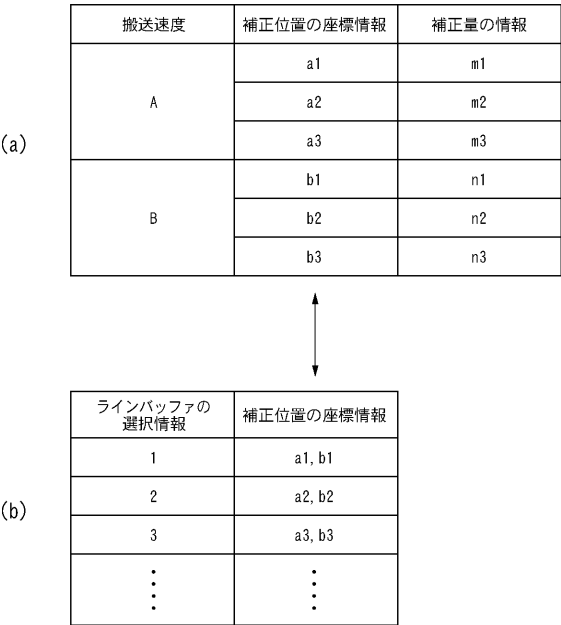 (a)
搬送速度 補正位置の座標情報 補正量の情報
A
a1 m1
a2 m2
a3 m3
B
b1 n1
b2 n2
b3 n3
(b)
ラインバッファの
選択情報
補正位置の座標情報
1 a1, b1
2 a2, b2
3 a3, b3